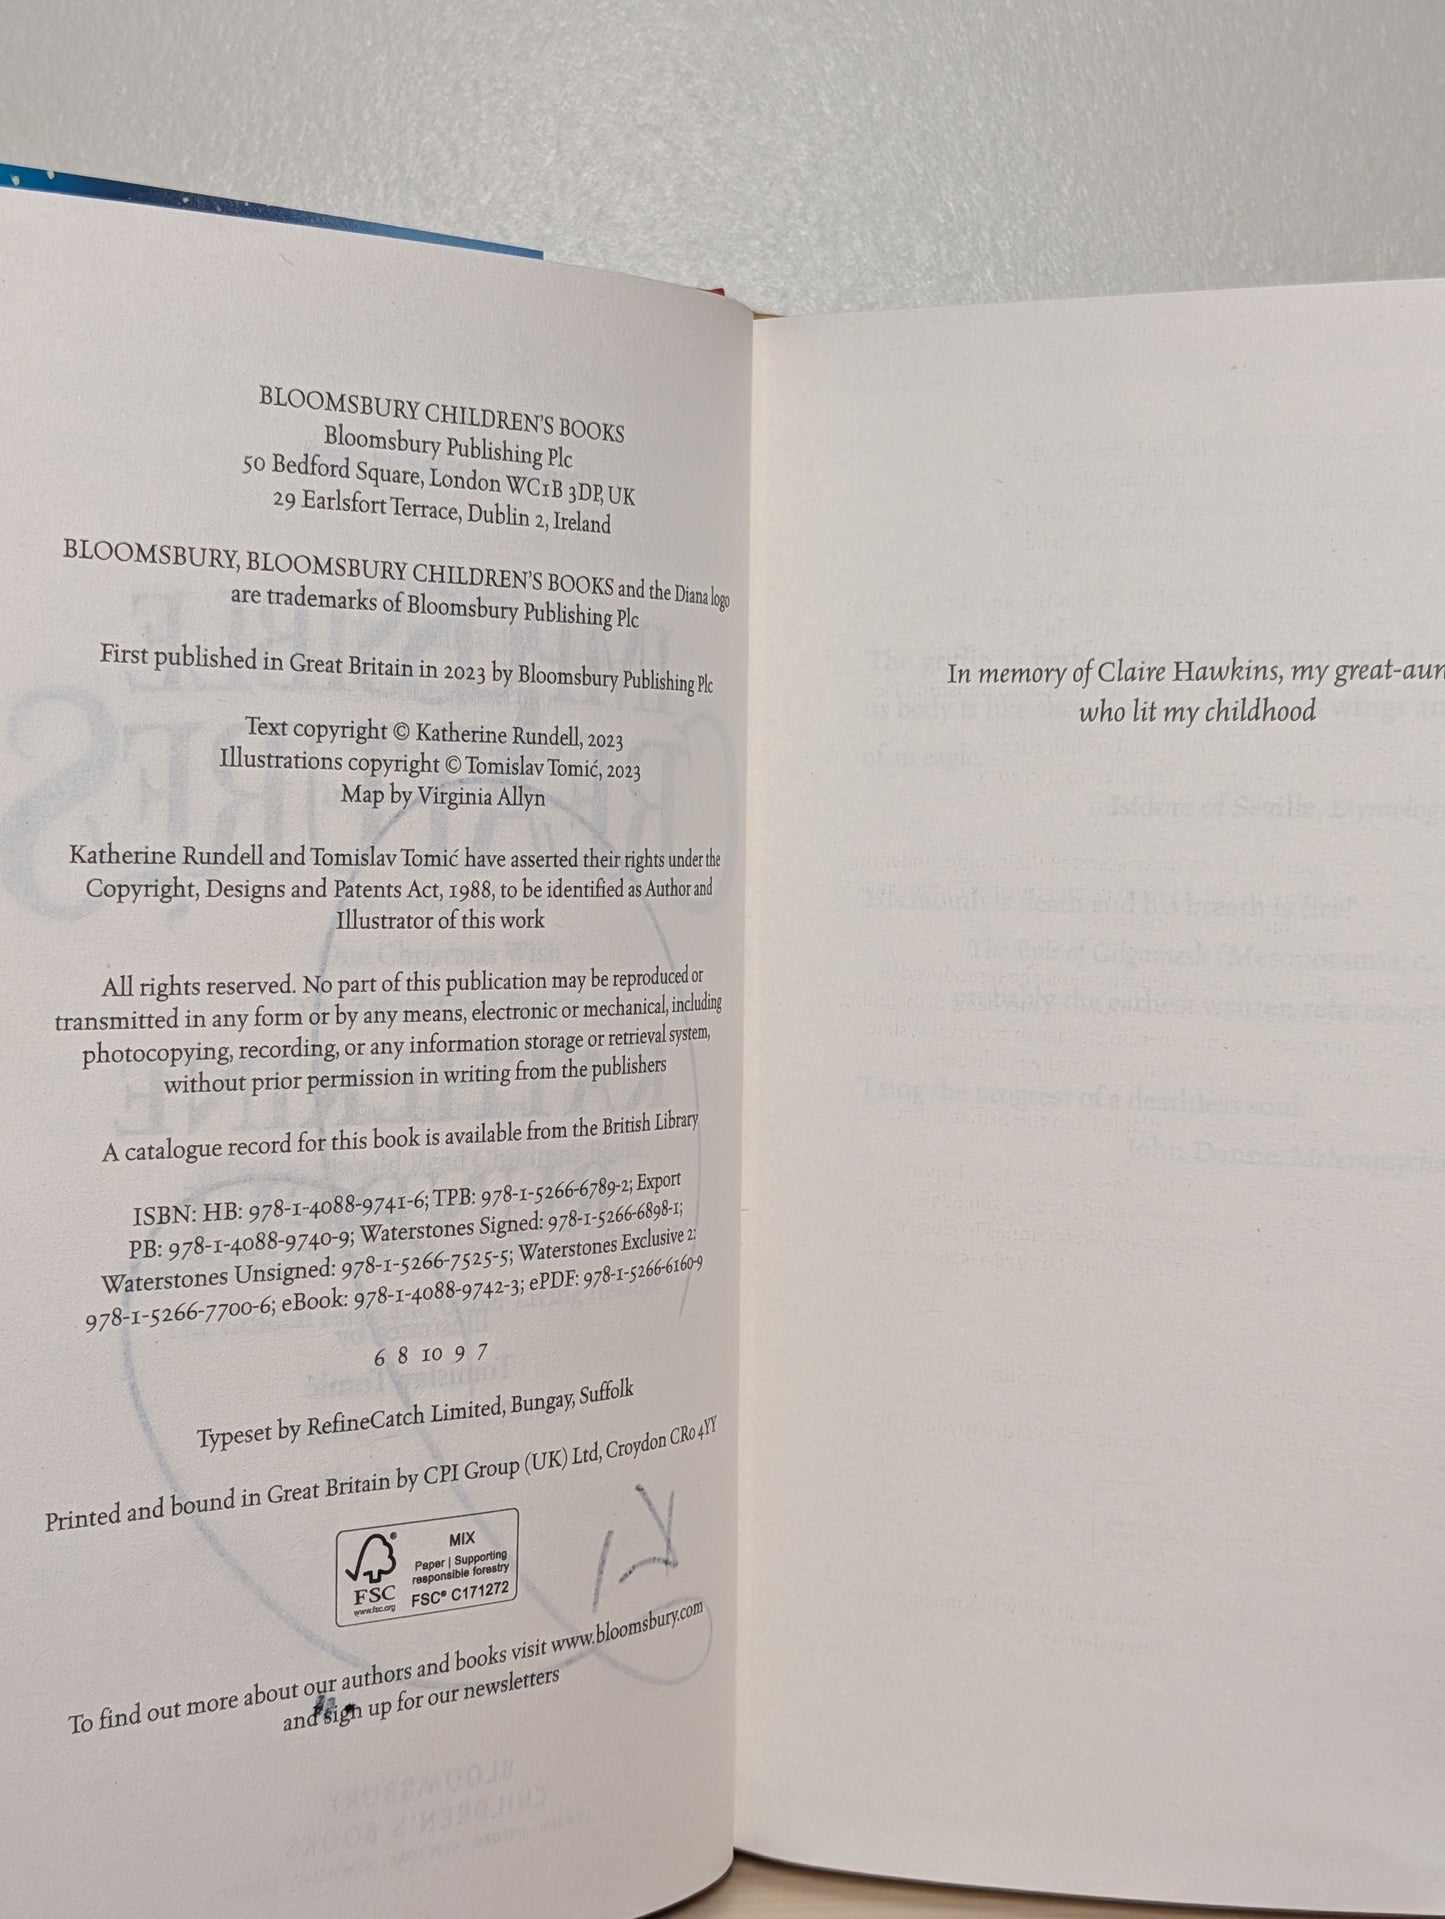 BLOOMSBURY CHILDREN'S BOOKS
Bloomsbury Publishing Plc
50 Bedford Square, London WC1B 3DP, UK
29 Earlsfort Terrace, Dublin 2, Ireland
BLOOMSBURY, BLOOMSBURY CHILDREN'S BOOKS and the Diana logo
are trademarks of Bloomsbury Publishing Plc
First published in Great Britain in 2023 by Bloomsbury Publishing Plc
Text copyright © Katherine Rundell, 2023
Illustrations copyright © Tomislav Tomić, 2023
Map by Virginia Allyn
Katherine Rundell and Tomislav Tomić have asserted their rights under the
Copyright, Designs and Patents Act, 1988, to be identified as Author and
Illustrator of this work
All rights reserved. No part of this publication may be reproduced or
transmitted in any form or by any means, electronic or mechanical, including
photocopying, recording, or any information storage or retrieval system,
without prior permission in writing from the publishers
A catalogue record for this book is available from the British Library
ISBN: HB: 978-1-4088-9741-6; TPB: 978-1-5266-6789-2; Export
PB: 978-1-4088-9740-9; Waterstones Signed: 978-1-5266-6898-1;
Waterstones Unsigned: 978-1-5266-7525-5; Waterstones Exclusive 2:
978-1-5266-7700-6; eBook: 978-1-4088-9742-3; ePDF: 978-1-5266-6160-9
6 8 10 9 7
Typeset by RefineCatch Limited, Bungay, Suffolk
Printed and bound in Great Britain by CPI Group (UK) Ltd, Croydon CR0 4YY
FSC
www.fsc.org
MIX
Paper | Supporting
responsible forestry
FSC® C171272
To find out more about our authors and books visit www.bloomsbury.com
and sign up for our newsletters
In memory of Claire Hawkins, my great-aun
who lit my childhood